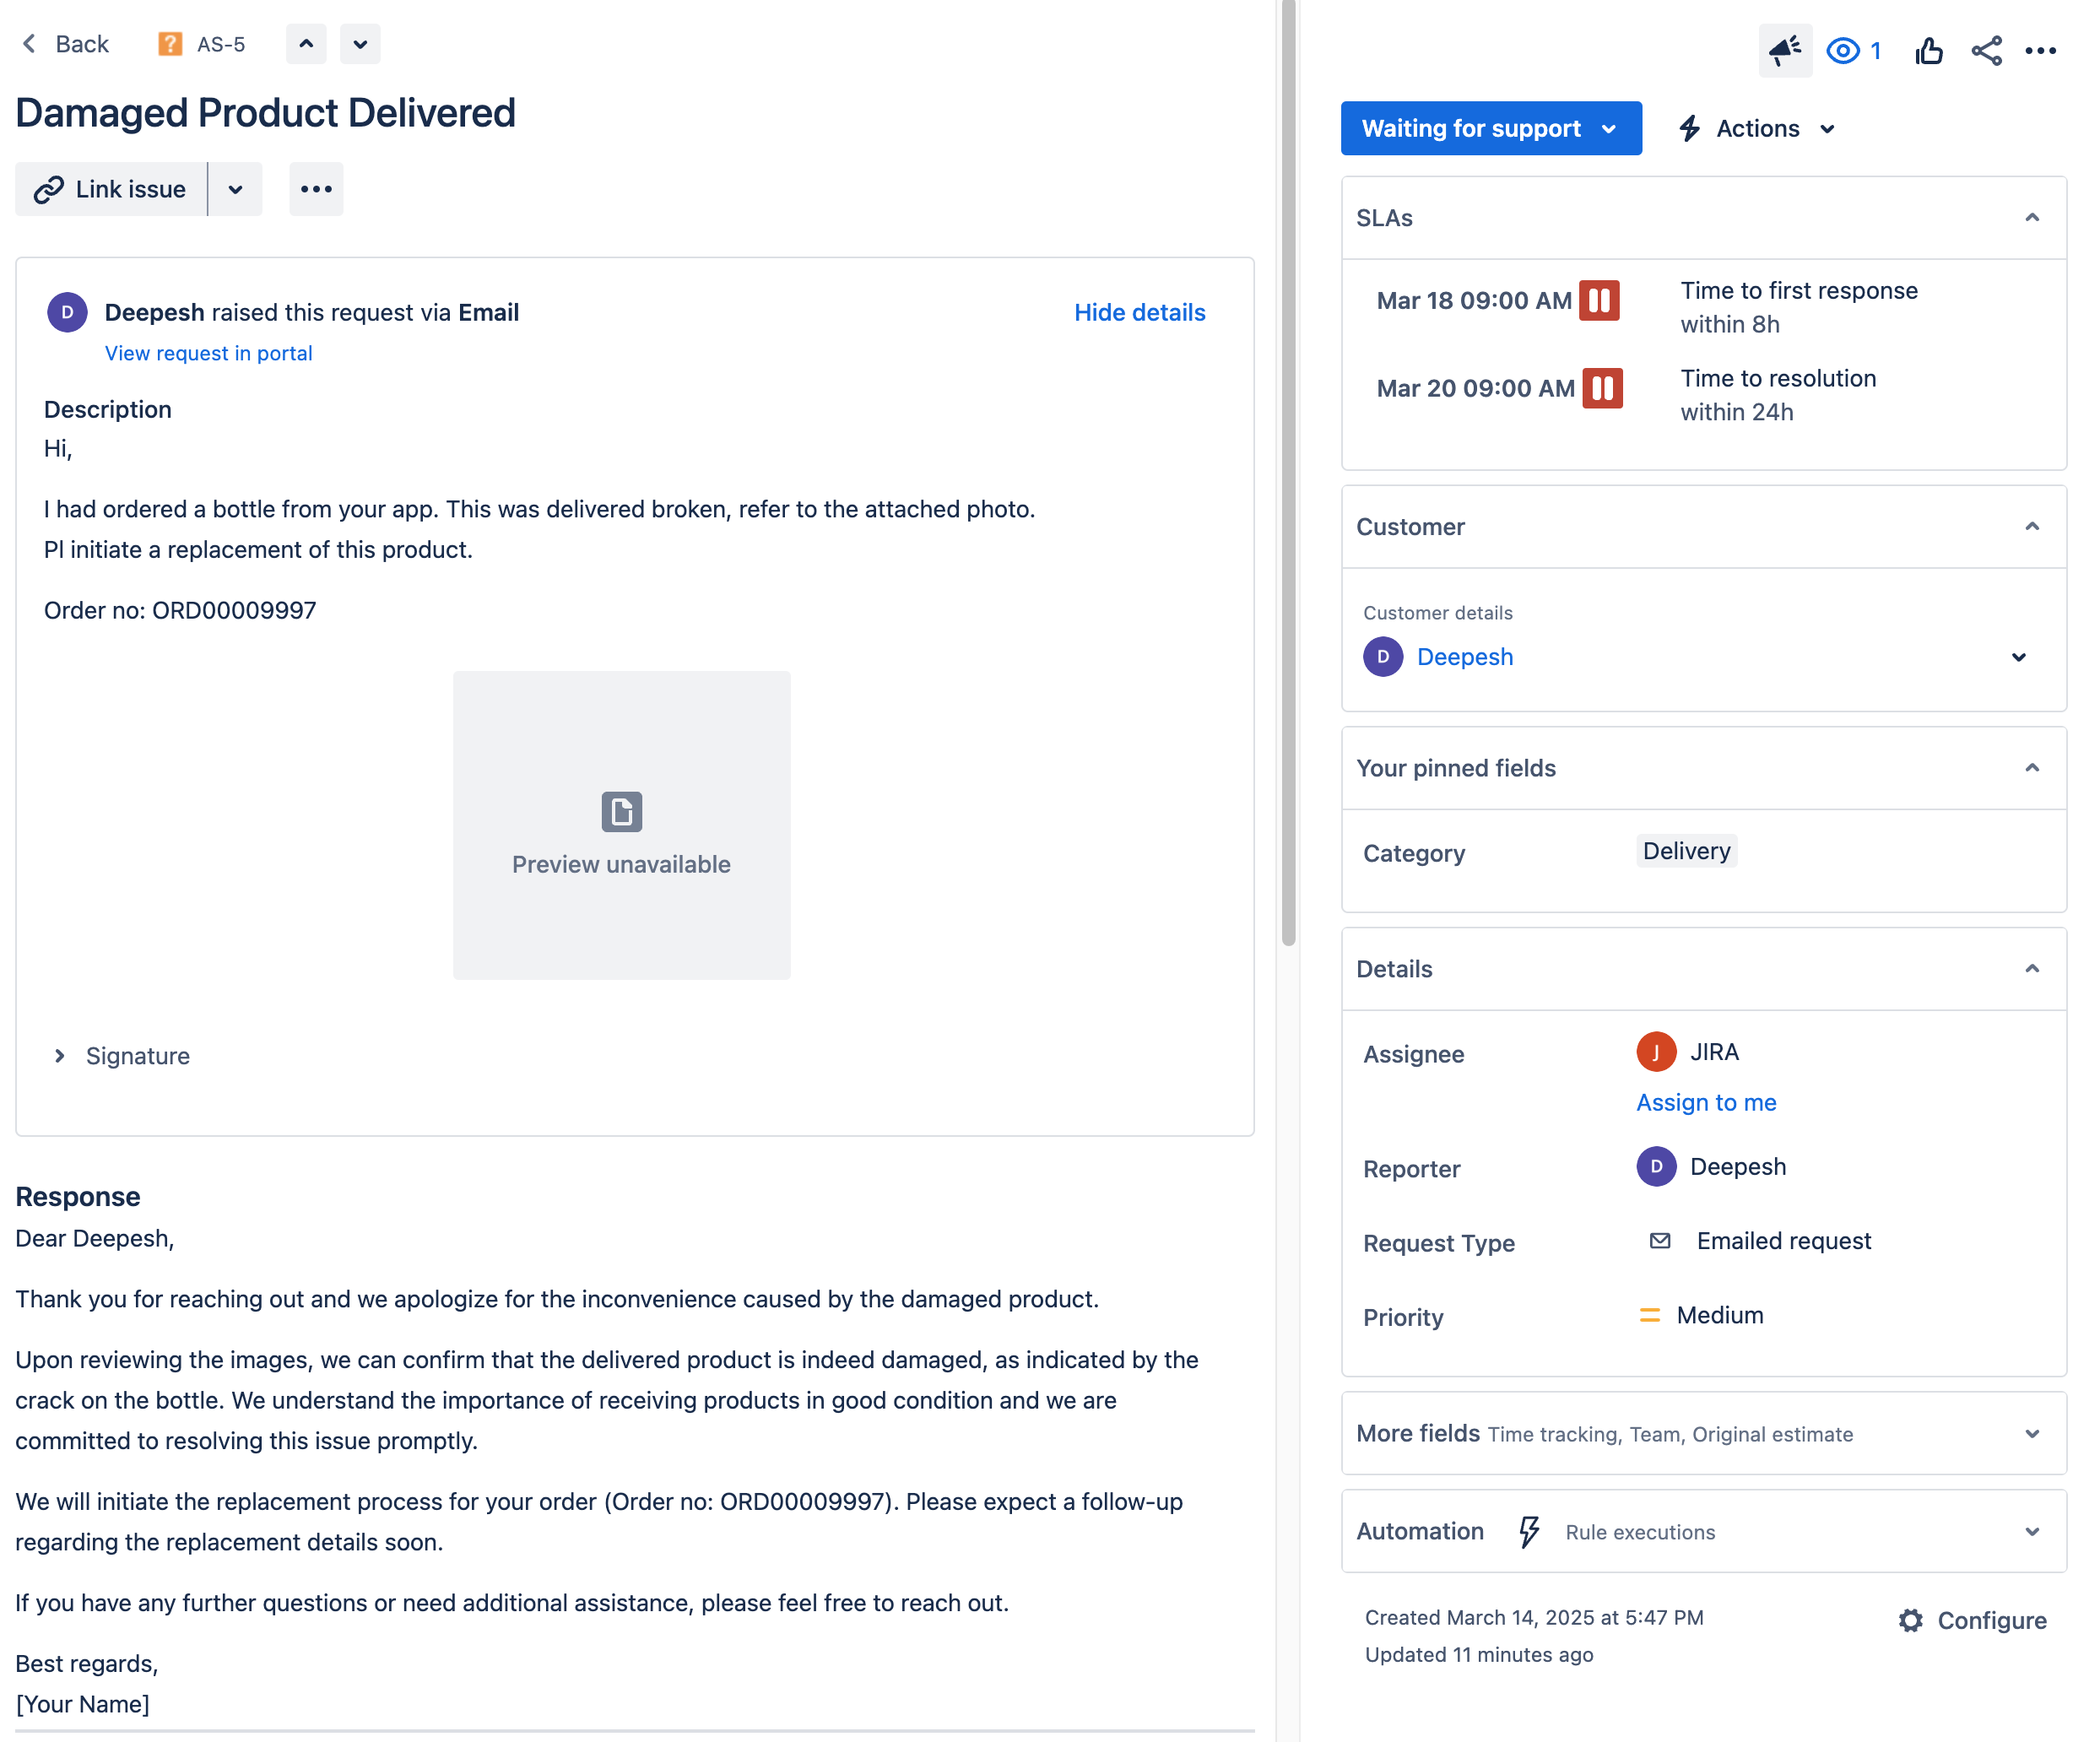 Back
AS-5
Damaged Product Delivered
Link issue
D
Deepesh raised this request via Email
Hide details
View request in portal
Description
Hi,
I had ordered a bottle from your app. This was delivered broken, refer to the attached photo.
Pl initiate a replacement of this product.
Order no: ORD00009997
Preview unavailable
Signature
Response
Dear Deepesh,
Thank you for reaching out and we apologize for the inconvenience caused by the damaged product.
Upon reviewing the images, we can confirm that the delivered product is indeed damaged, as indicated by the
crack on the bottle. We understand the importance of receiving products in good condition and we are
committed to resolving this issue promptly.
We will initiate the replacement process for your order (Order no: ORD00009997). Please expect a follow-up
regarding the replacement details soon.
If you have any further questions or need additional assistance, please feel free to reach out.
Best regards,
[Your Name]
1
Waiting for support
Actions
SLAs
Mar 18 09:00 AM
Time to first response
within 8h
Mar 20 09:00 AM
Time to resolution
within 24h
Customer
Customer details
D
Deepesh
Your pinned fields
Category
Delivery
Details
Assignee
J
JIRA
Assign to me
Reporter
D
Deepesh
Request Type
Emailed request
Priority
Medium
More fields Time tracking, Team, Original estimate
Automation
Rule executions
Created March 14, 2025 at 5:47 PM
Configure
Updated 11 minutes ago